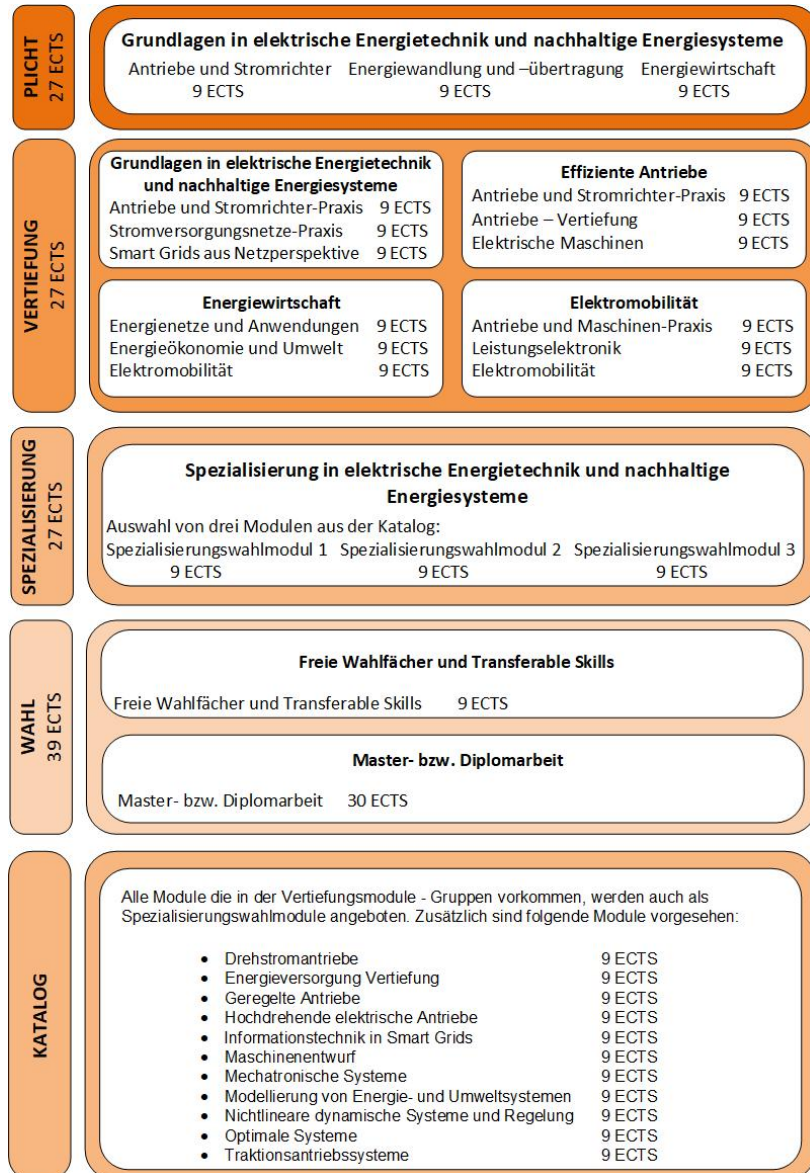 PLICHT
27 ECTS
Grundlagen in elektrische Energietechnik und nachhaltige Energiesysteme
Antriebe und Stromrichter Energiewandlung und –übertragung Energiewirtschaft
9 ECTS 9 ECTS 9 ECTS
VERTIEFUNG
27 ECTS
Grundlagen in elektrische Energietechnik
und nachhaltige Energiesysteme
Antriebe und Stromrichter-Praxis 9 ECTS
Stromversorgungsnetze-Praxis 9 ECTS
Smart Grids aus Netzperspektive 9 ECTS
Effiziente Antriebe
Antriebe und Stromrichter-Praxis 9 ECTS
Antriebe – Vertiefung 9 ECTS
Elektrische Maschinen 9 ECTS
Energiewirtschaft
Energienetze und Anwendungen 9 ECTS
Energieökonomie und Umwelt 9 ECTS
Elektromobilität 9 ECTS
Elektromobilität
Antriebe und Maschinen-Praxis 9 ECTS
Leistungselektronik 9 ECTS
Elektromobilität 9 ECTS
SPEZIALISIERUNG
27 ECTS
Spezialisierung in elektrische Energietechnik und nachhaltige
Energiesysteme
Auswahl von drei Modulen aus der Katalog:
Spezialisierungswahlmodul 1 Spezialisierungswahlmodul 2 Spezialisierungswahlmodul 3
9 ECTS 9 ECTS 9 ECTS
WAHL
39 ECTS
Freie Wahlfächer und Transferable Skills
Freie Wahlfächer und Transferable Skills 9 ECTS
Master- bzw. Diplomarbeit
Master- bzw. Diplomarbeit 30 ECTS
KATALOG
Alle Module die in der Vertiefungsmodule - Gruppen vorkommen, werden auch als
Spezialisierungswahlmodule angeboten. Zusätzlich sind folgende Module vorgesehen:
• Drehstromantriebe 9 ECTS
• Energieversorgung Vertiefung 9 ECTS
• Geregelte Antriebe 9 ECTS
• Hochdrehende elektrische Antriebe 9 ECTS
• Informationstechnik in Smart Grids 9 ECTS
• Maschinenentwurf 9 ECTS
• Mechatronische Systeme 9 ECTS
• Modellierung von Energie- und Umweltsystemen 9 ECTS
• Nichtlineare dynamische Systeme und Regelung 9 ECTS
• Optimale Systeme 9 ECTS
• Traktionsantriebssysteme 9 ECTS